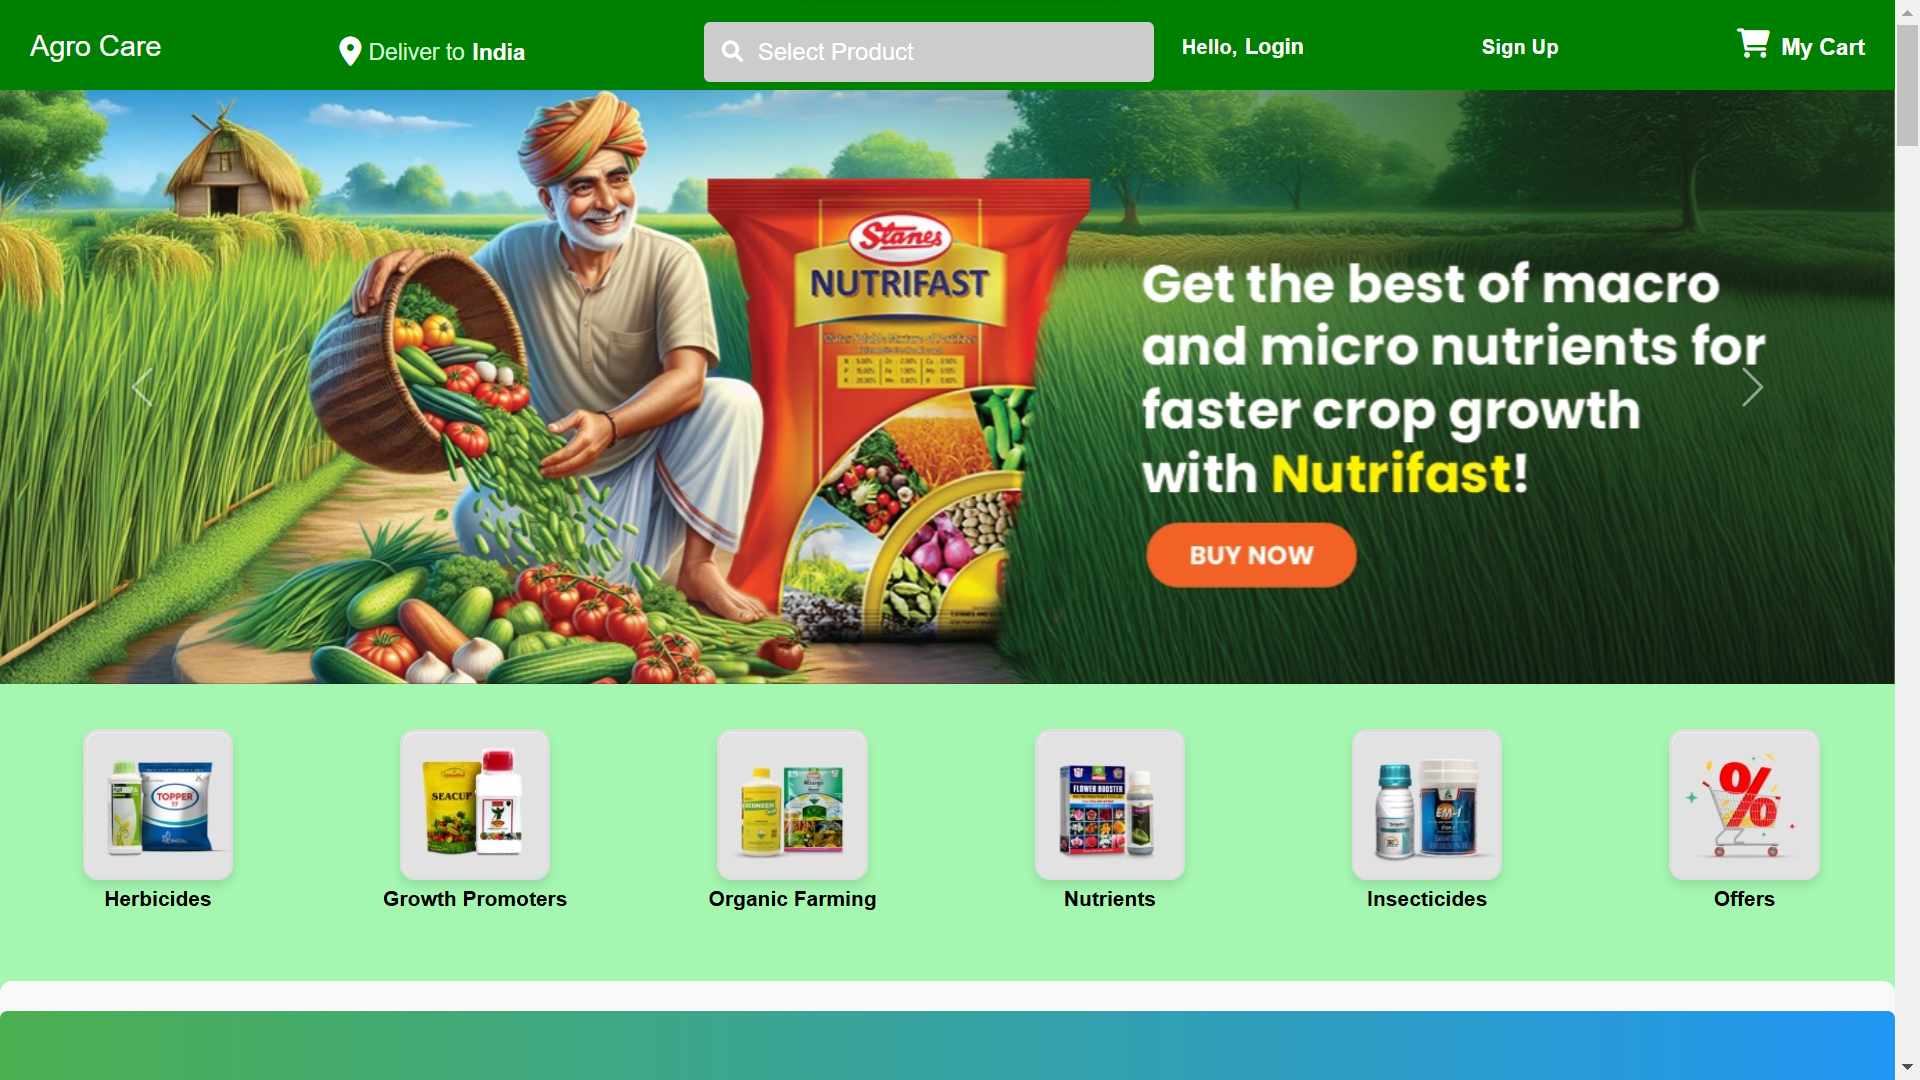 Agro Care
Deliver to India
Select Product
Hello, Login
Sign Up
My Cart
Stanes
NUTRIFAST
Get the best of macro
and micro nutrients for
faster crop growth
with Nutrifast!
BUY NOW
TOPPER
77
SEACUP
FLOWER BOOSTER
EM-1
%
Herbicides
Growth Promoters
Organic Farming
Nutrients
Insecticides
Offers